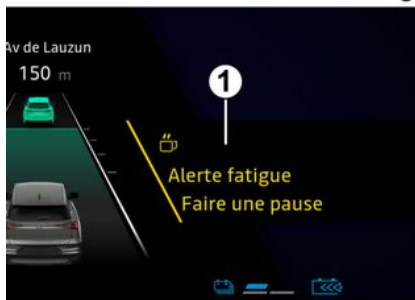 Av de Lauzun
150 m
1
Alerte fatigue
Faire une pause